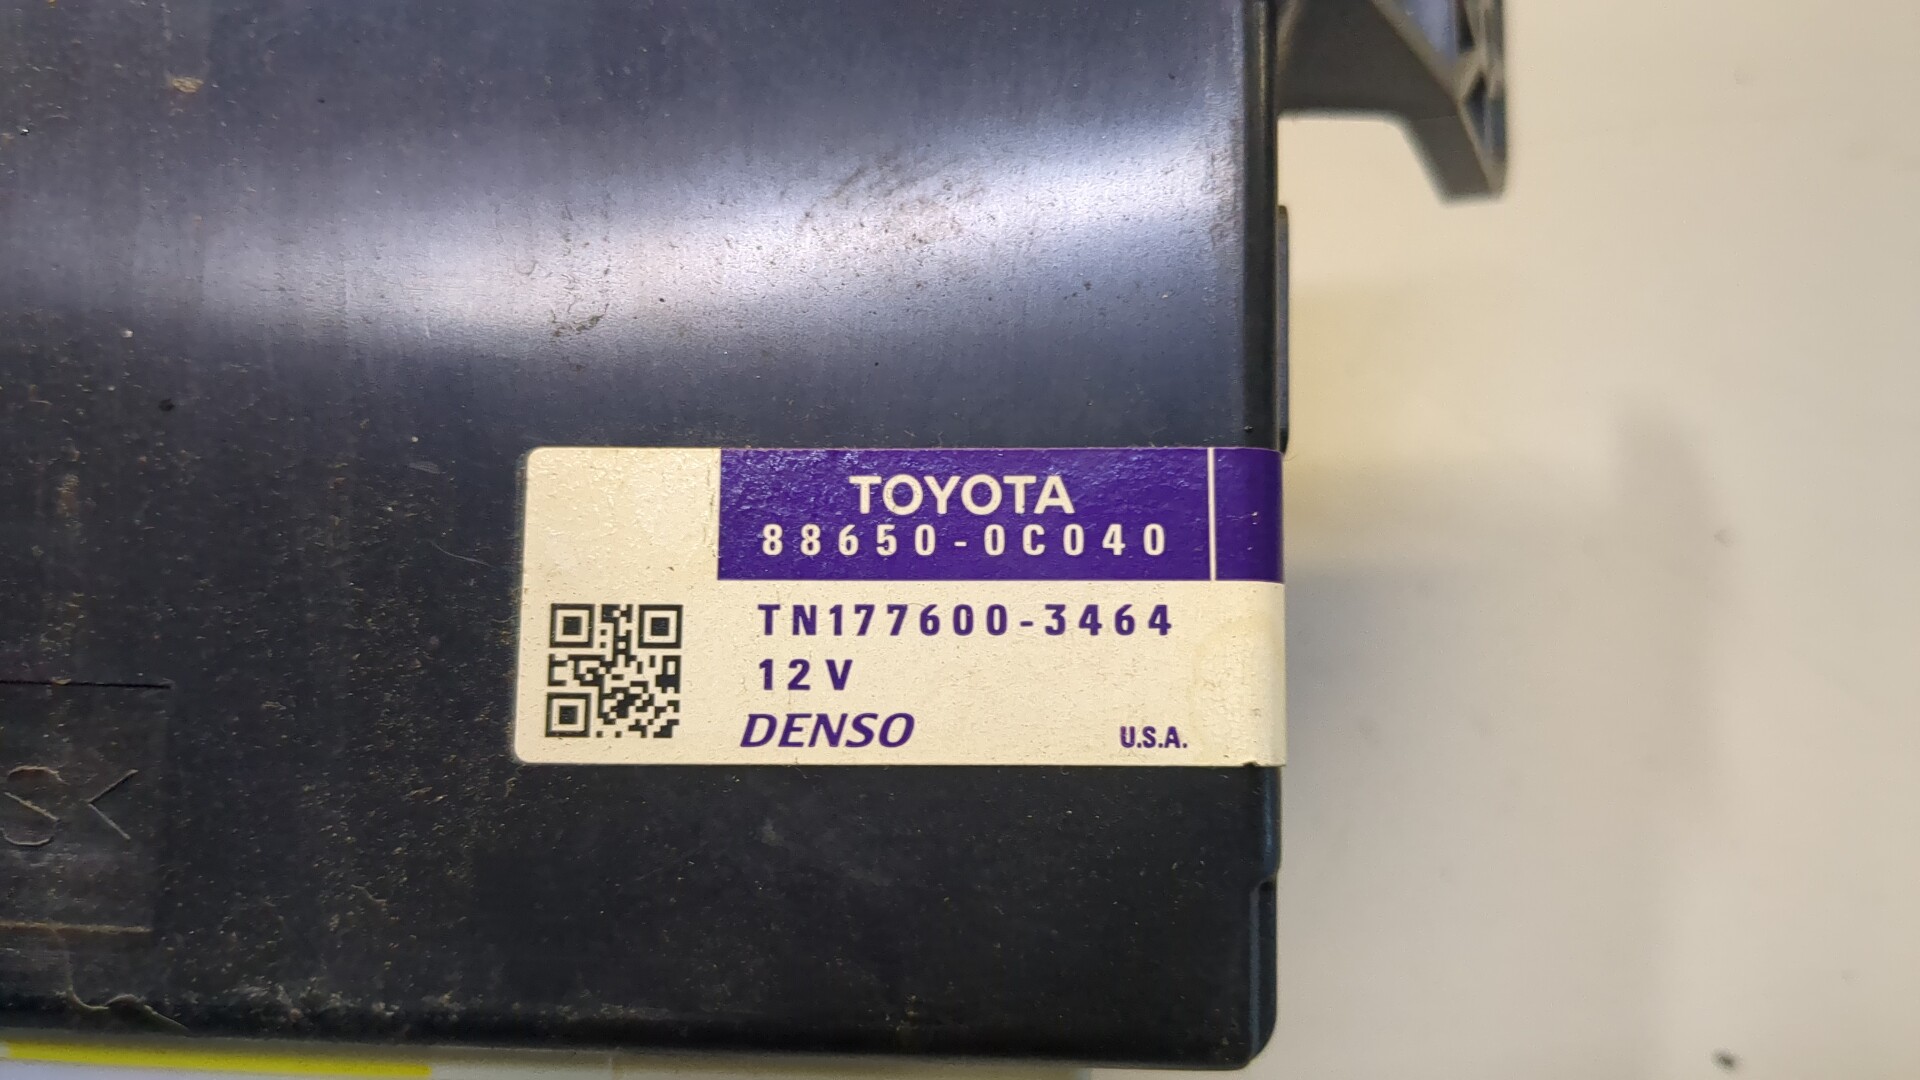 TOYOTA
88650-0C040
TN177600-3464
12V
DENSO
U.S.A.